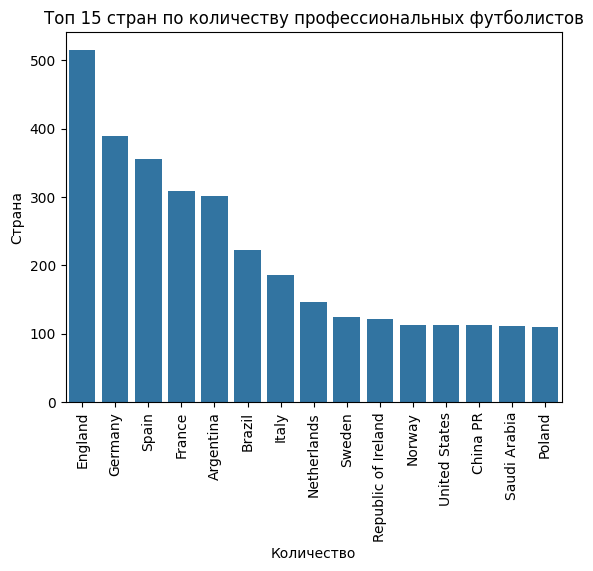 Топ 15 стран по количеству профессиональных футболистов
Страна
500
400
300
200
100
0
England
Germany
Spain
France
Argentina
Brazil
Italy
Netherlands
Sweden
Republic of Ireland
Norway
United States
China PR
Saudi Arabia
Poland
Количество